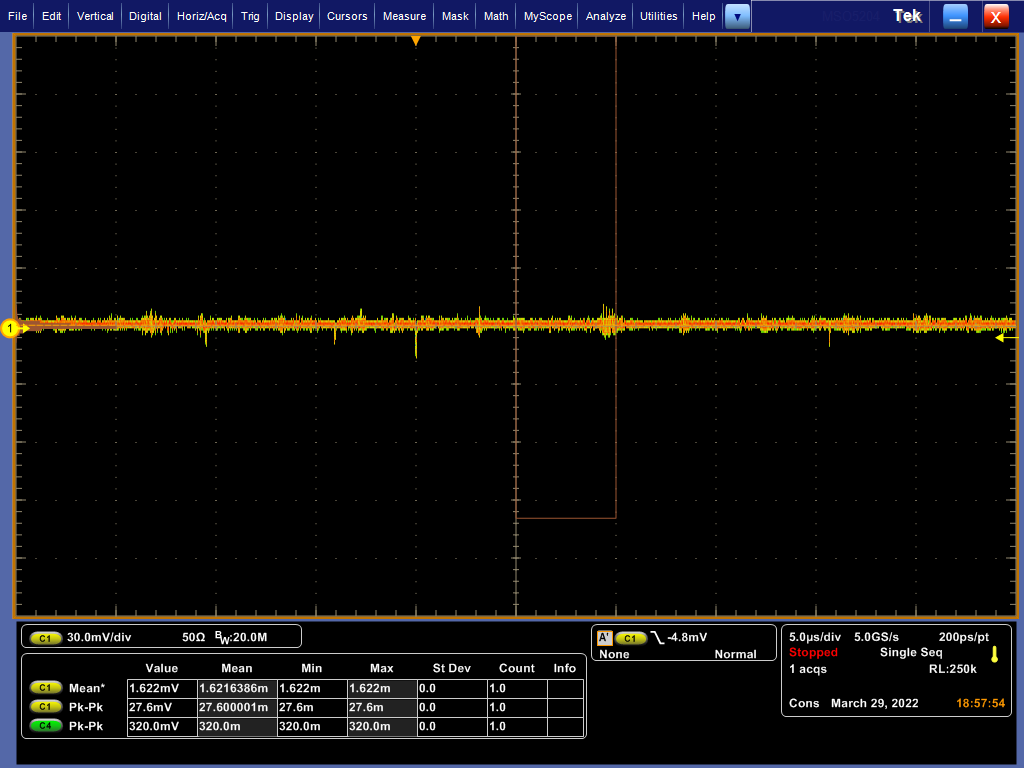 File Edit Vertical Digital Horiz/Acq Trig Display Cursors Measure Mask Math MyScope Analyze Utilities Help Tek X
1
C1 30.0mV/div 50Ω BW:20.0M
A' C1 -4.8mV
None Normal
5.0µs/div 5.0GS/s 200ps/pt
Stopped Single Seq
1 acqs RL:250k
Cons March 29, 2022 18:57:54
Value Mean Min Max St Dev Count Info
C1 Mean* 1.622mV 1.6216386m 1.622m 1.622m 0.0 1.0
C1 Pk-Pk 27.6mV 27.600001m 27.6m 27.6m 0.0 1.0
C4 Pk-Pk 320.0mV 320.0m 320.0m 320.0m 0.0 1.0